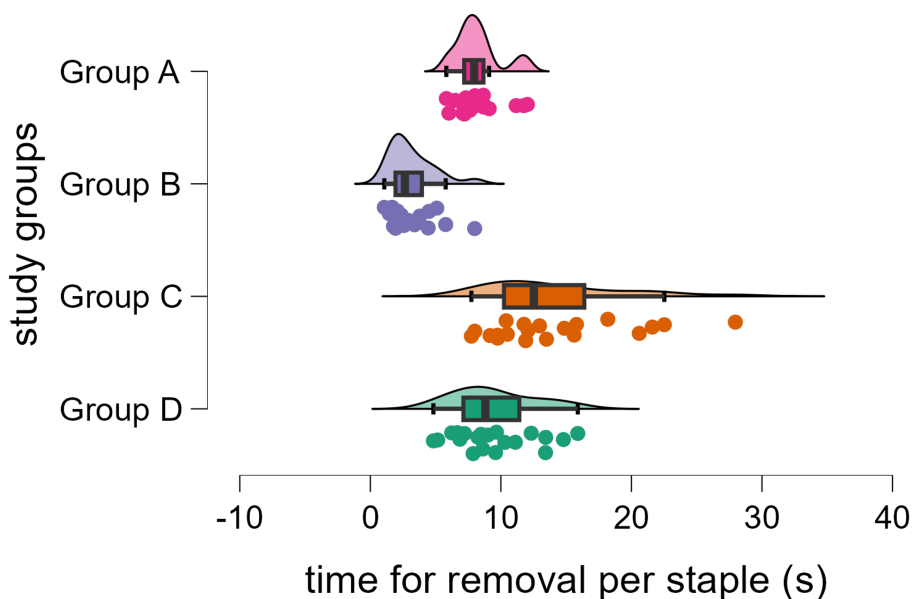 study groups
Group A
Group B
Group C
Group D
-10 0 10 20 30 40
time for removal per staple (s)